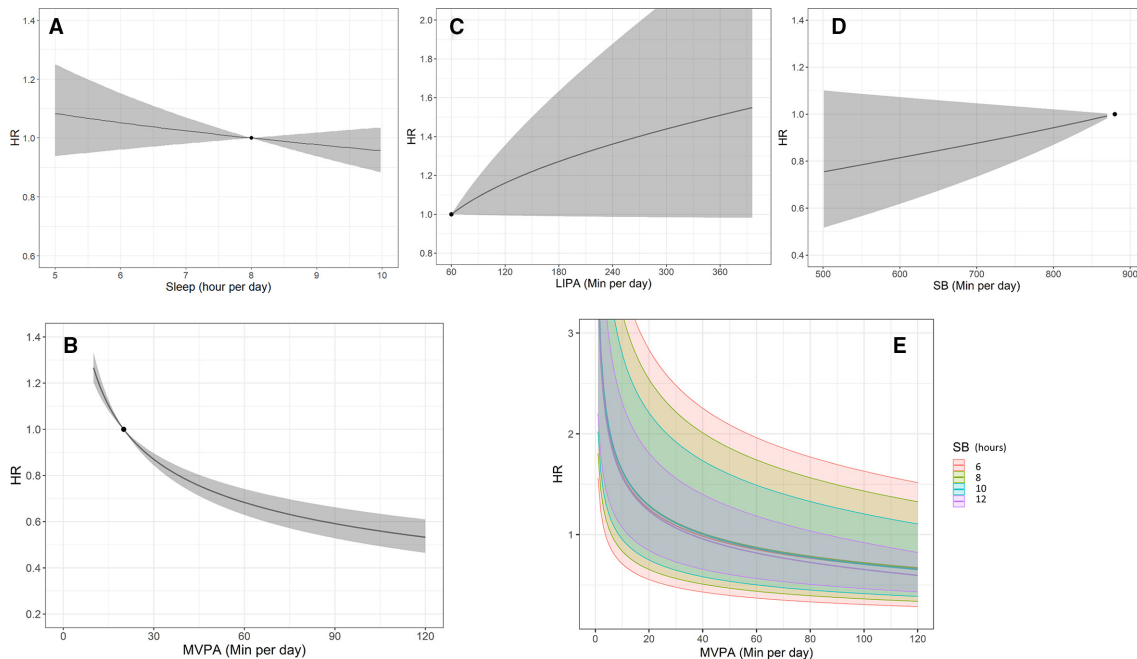 A
HR
1.4
1.2
1.0
0.8
0.6
5 6 7 8 9 10
Sleep (hour per day)
C
HR
2.0
1.8
1.6
1.4
1.2
1.0
0.8
60 120 180 240 300 360
LIPA (Min per day)
D
HR
1.4
1.2
1.0
0.8
0.6
0.4
500 600 700 800 900
SB (Min per day)
B
HR
1.4
1.2
1.0
0.8
0.6
0.4
0.2
0 30 60 90 120
MVPA (Min per day)
E
HR
3
2
1
0 20 40 60 80 100 120
MVPA (Min per day)
SB (hours)
6
8
10
12